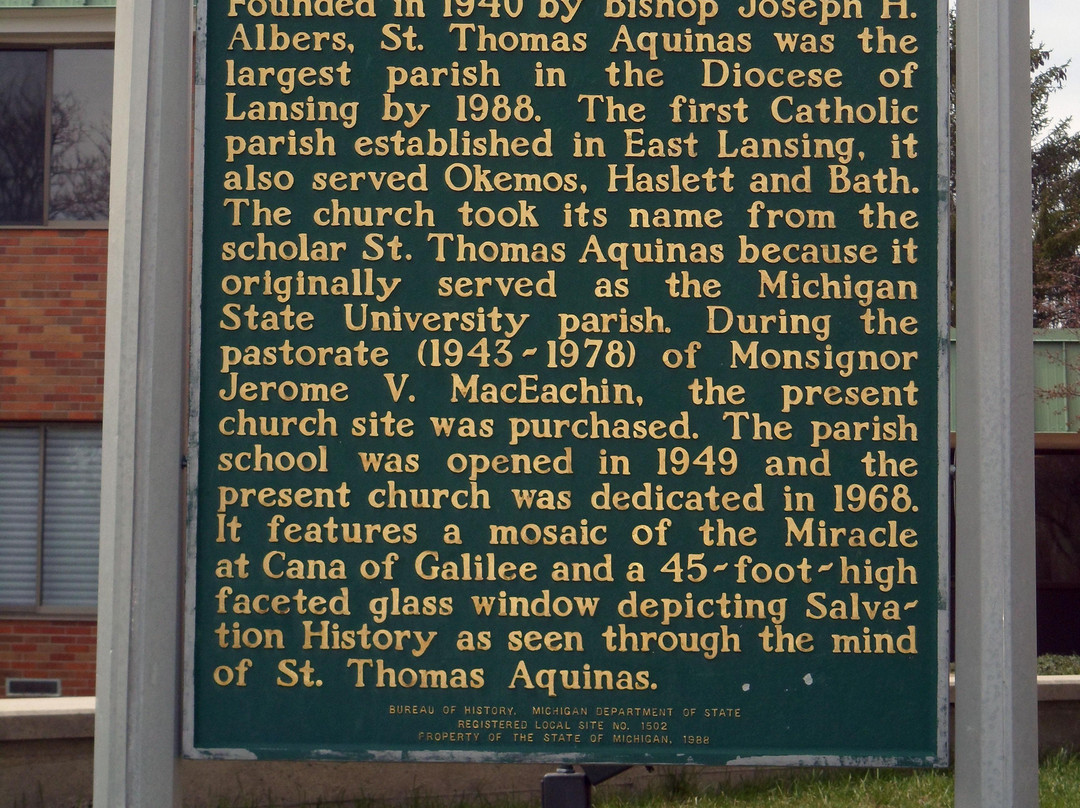 Founded in 1940 by Bishop Joseph H.
Albers, St. Thomas Aquinas was the
largest parish in the Diocese of
Lansing by 1988. The first Catholic
parish established in East Lansing, it
also served Okemos, Haslett and Bath.
The church took its name from the
scholar St. Thomas Aquinas because it
originally served as the Michigan
State University parish. During the
pastorate (1943-1978) of Monsignor
Jerome V. MacEachin, the present
church site was purchased. The parish
school was opened in 1949 and the
present church was dedicated in 1968.
It features a mosaic of the Miracle
at Cana of Galilee and a 45-foot-high
faceted glass window depicting Salva-
tion History as seen through the mind
of St. Thomas Aquinas.
BUREAU OF HISTORY, MICHIGAN DEPARTMENT OF STATE
REGISTERED LOCAL SITE NO. 1502
PROPERTY OF THE STATE OF MICHIGAN, 1988